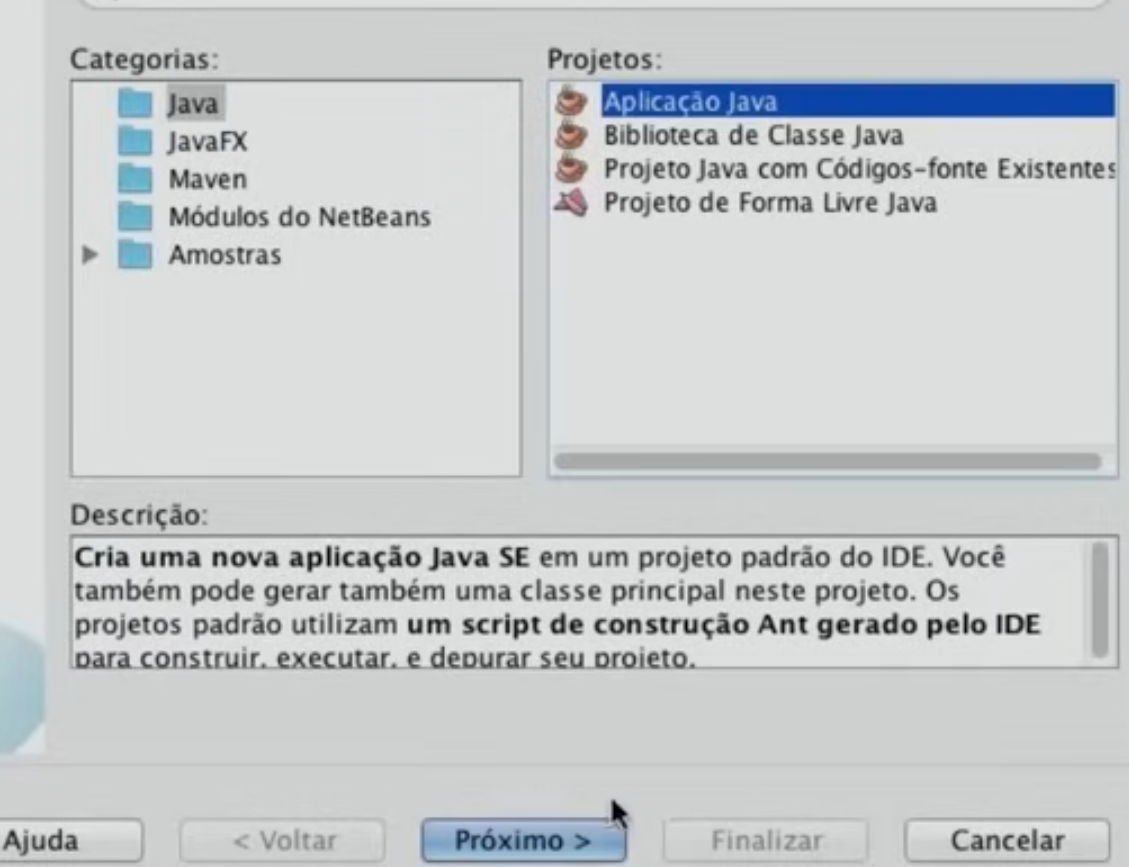 Categorias:
Java
JavaFX
Maven
Módulos do NetBeans
Amostras
Projetos:
Aplicação Java
Biblioteca de Classe Java
Projeto Java com Códigos-fonte Existentes
Projeto de Forma Livre Java
Descrição:
Cria uma nova aplicação Java SE em um projeto padrão do IDE. Você
também pode gerar também uma classe principal neste projeto. Os
projetos padrão utilizam um script de construção Ant gerado pelo IDE
para construir, executar, e depurar seu projeto.
Ajuda
< Voltar
Próximo >
Finalizar
Cancelar